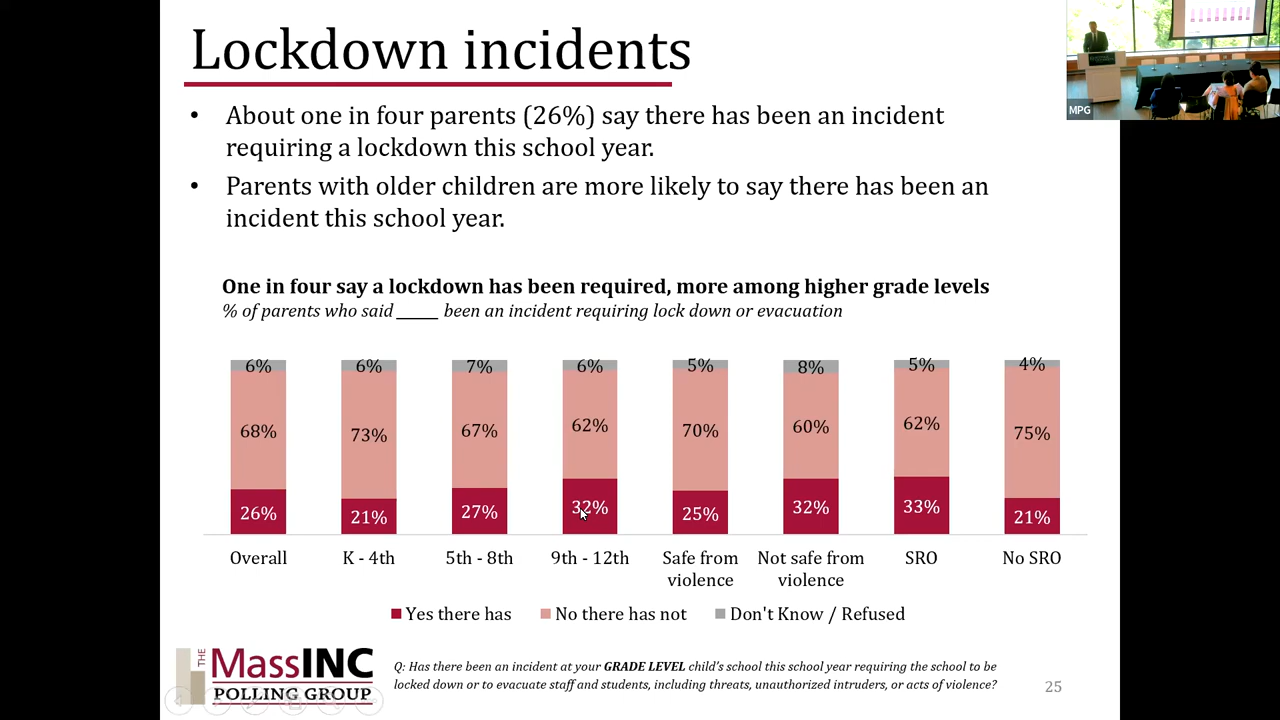 Lockdown incidents
• About one in four parents (26%) say there has been an incident
requiring a lockdown this school year.
• Parents with older children are more likely to say there has been an
incident this school year.
One in four say a lockdown has been required, more among higher grade levels
% of parents who said _____ been an incident requiring lock down or evacuation
6% 6% 7% 6% 5% 8% 5% 4%
68% 73% 67% 62% 70% 60% 62% 75%
26% 21% 27% 32% 25% 32% 33% 21%
Overall K - 4th 5th - 8th 9th - 12th Safe from Not safe from SRO No SRO
violence violence
Yes there has No there has not Don't Know / Refused
THE MassINC
POLLING GROUP
Q: Has there been an incident at your GRADE LEVEL child's school this school year requiring the school to be
locked down or to evacuate staff and students, including threats, unauthorized intruders, or acts of violence?
25
MPG